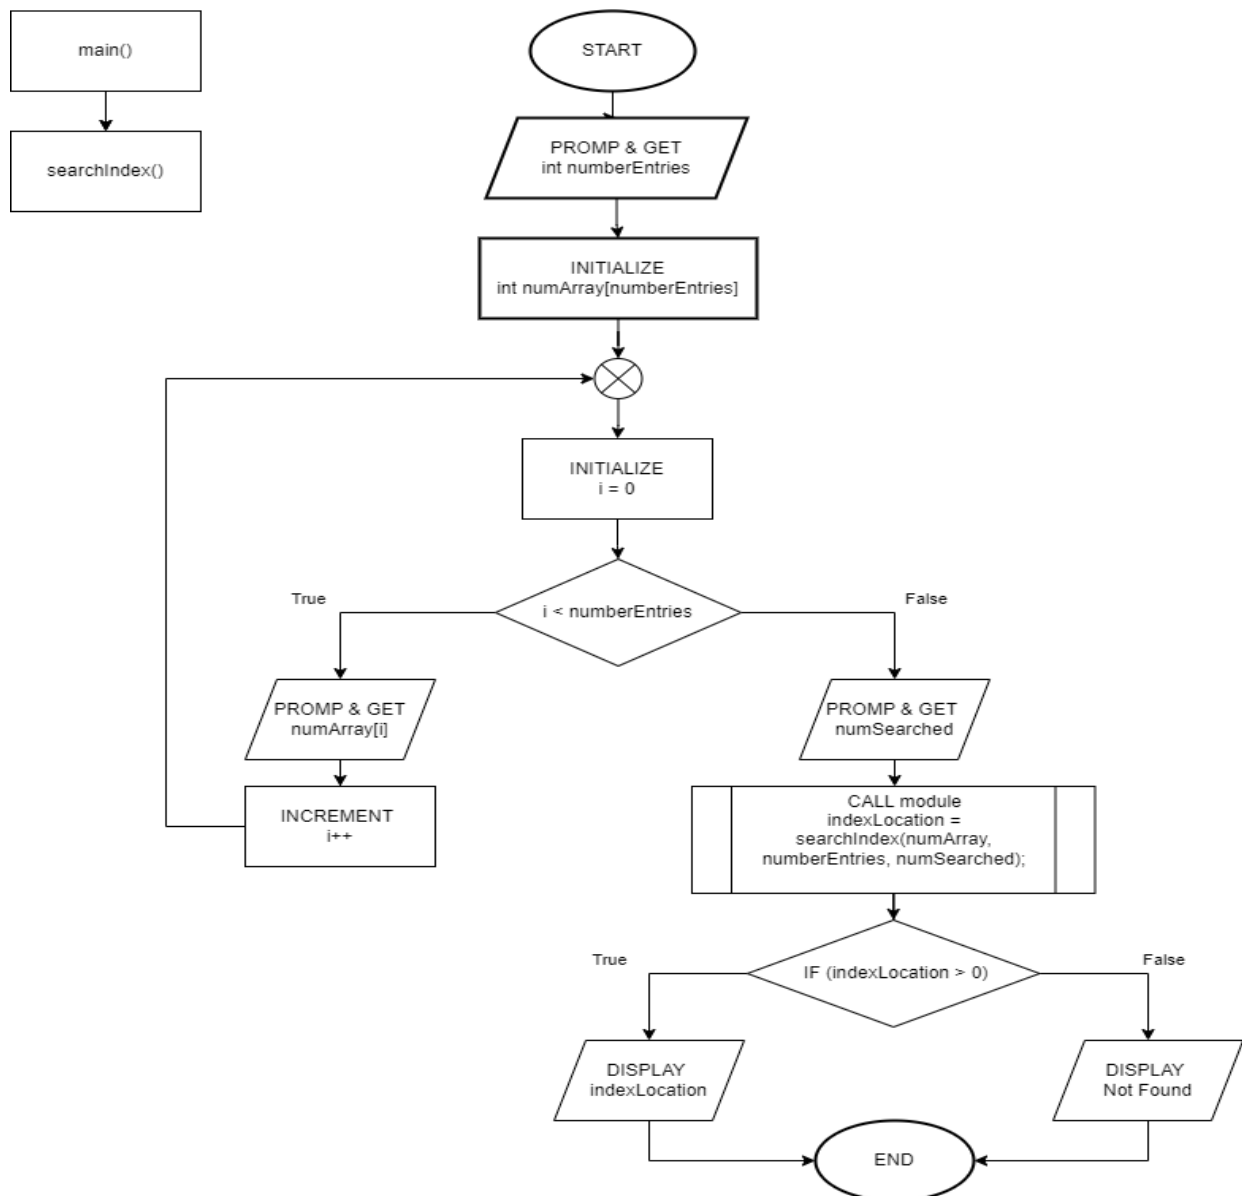 main()
searchIndex()
START
PROMP & GET
int numberEntries
INITIALIZE
int numArray[numberEntries]
INITIALIZE
i = 0
i < numberEntries
True
False
PROMP & GET
numArray[i]
INCREMENT
i++
PROMP & GET
numSearched
CALL module
indexLocation =
searchIndex(numArray,
numberEntries, numSearched);
IF (indexLocation > 0)
True
False
DISPLAY
indexLocation
DISPLAY
Not Found
END